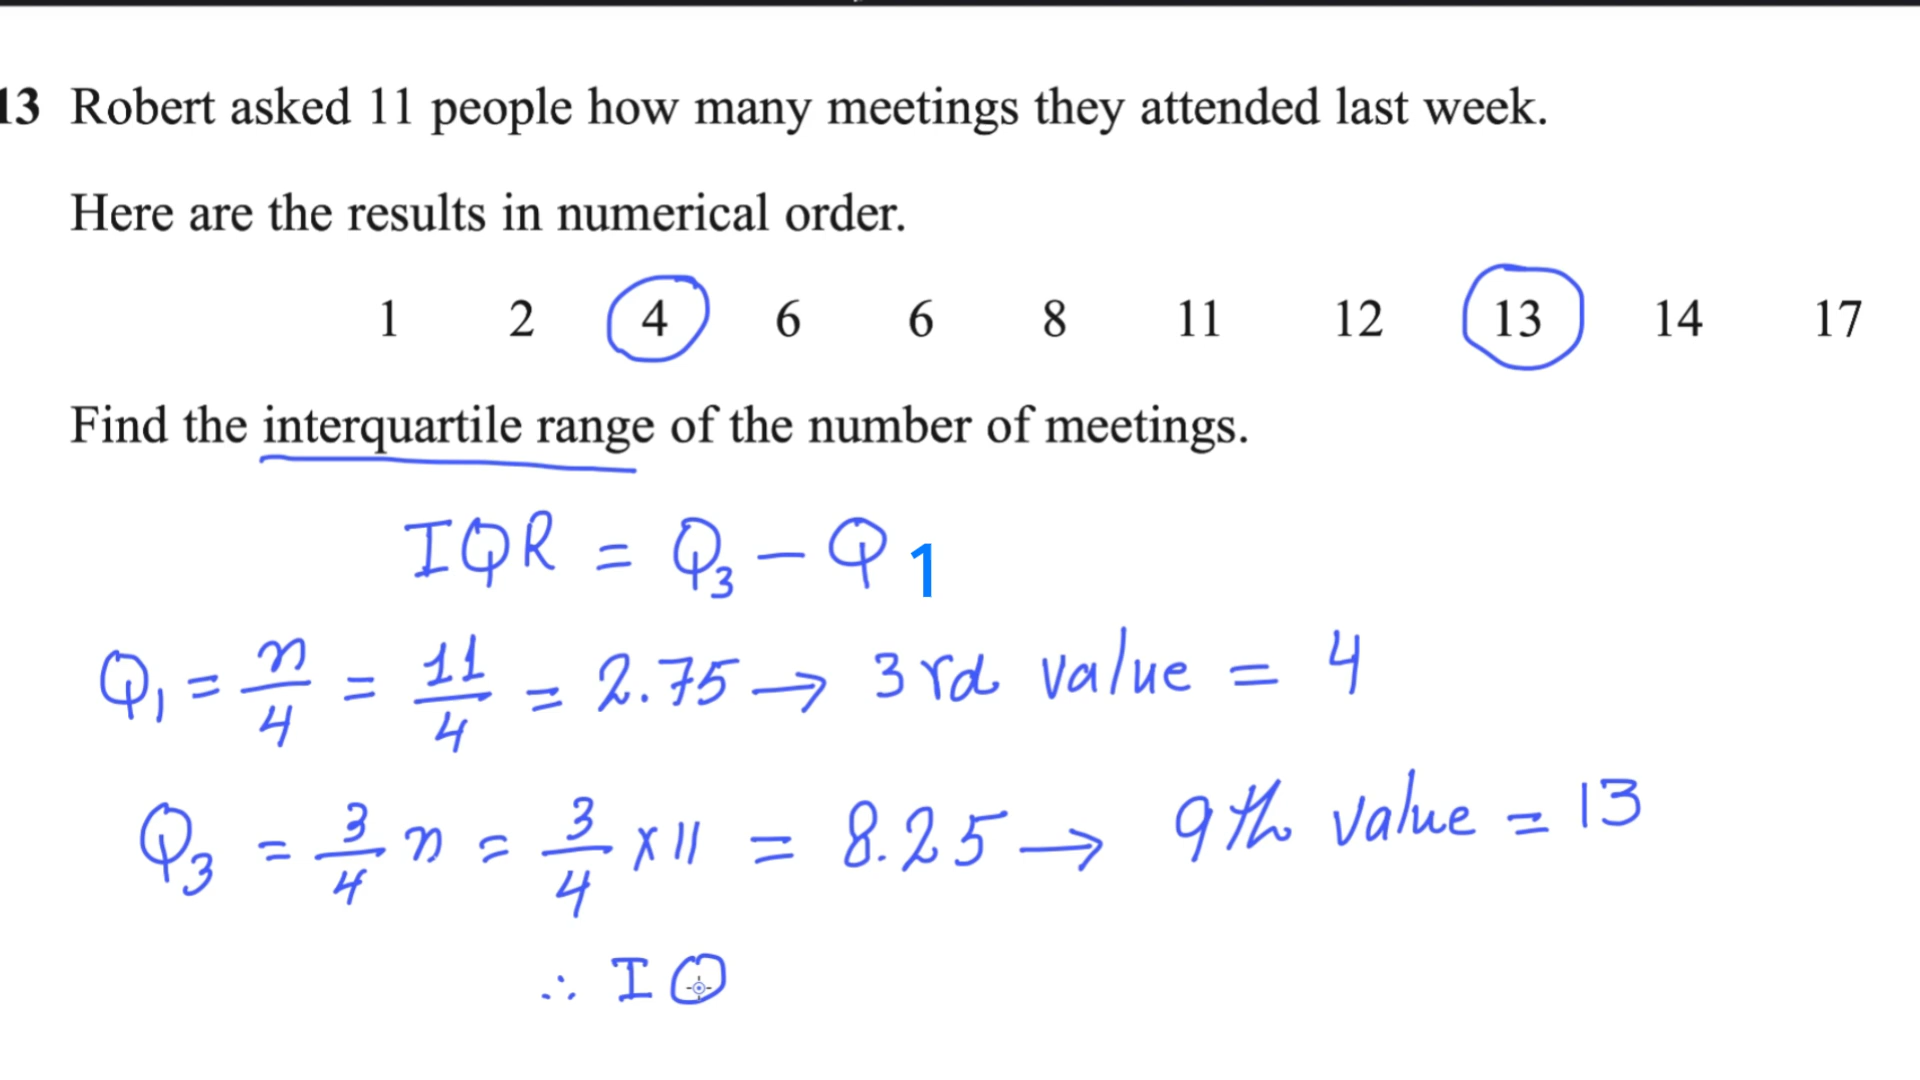 13 Robert asked 11 people how many meetings they attended last week.
Here are the results in numerical order.
1 2 4 6 6 8 11 12 13 14 17
Find the interquartile range of the number of meetings.
IQR = Q₃ − Q1
Q₁ = n/4 = 11/4 = 2.75 → 3rd value = 4
Q₃ = 3/4 n = 3/4 × 11 = 8.25 → 9th value = 13
∴ IQ